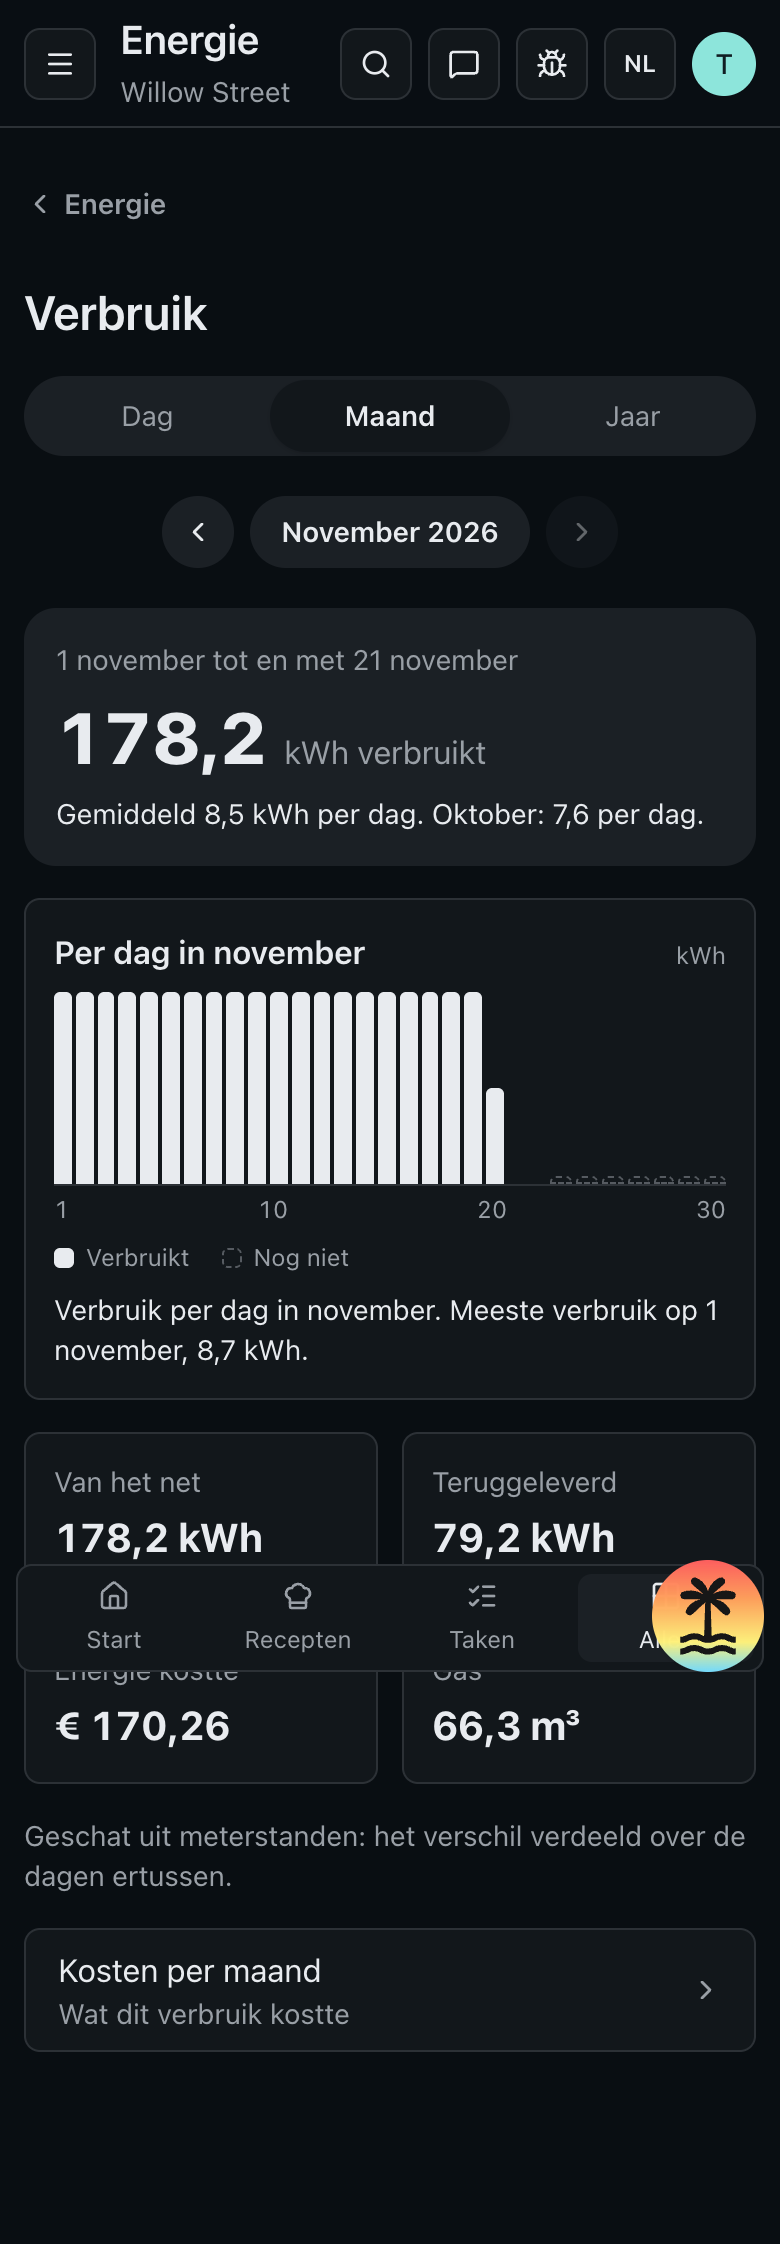 Energie
Willow Street
NL
T
Energie
Verbruik
Dag
Maand
Jaar
November 2026
1 november tot en met 21 november
178,2 kWh verbruikt
Gemiddeld 8,5 kWh per dag. Oktober: 7,6 per dag.
Per dag in november
kWh
1 10 20 30
Verbruikt
Nog niet
Verbruik per dag in november. Meeste verbruik op 1
november, 8,7 kWh.
Van het net
178,2 kWh
Teruggeleverd
79,2 kWh
Start
Recepten
Taken
Energie kostte
€ 170,26
Gas
66,3 m³
Geschat uit meterstanden: het verschil verdeeld over de
dagen ertussen.
Kosten per maand
Wat dit verbruik kostte